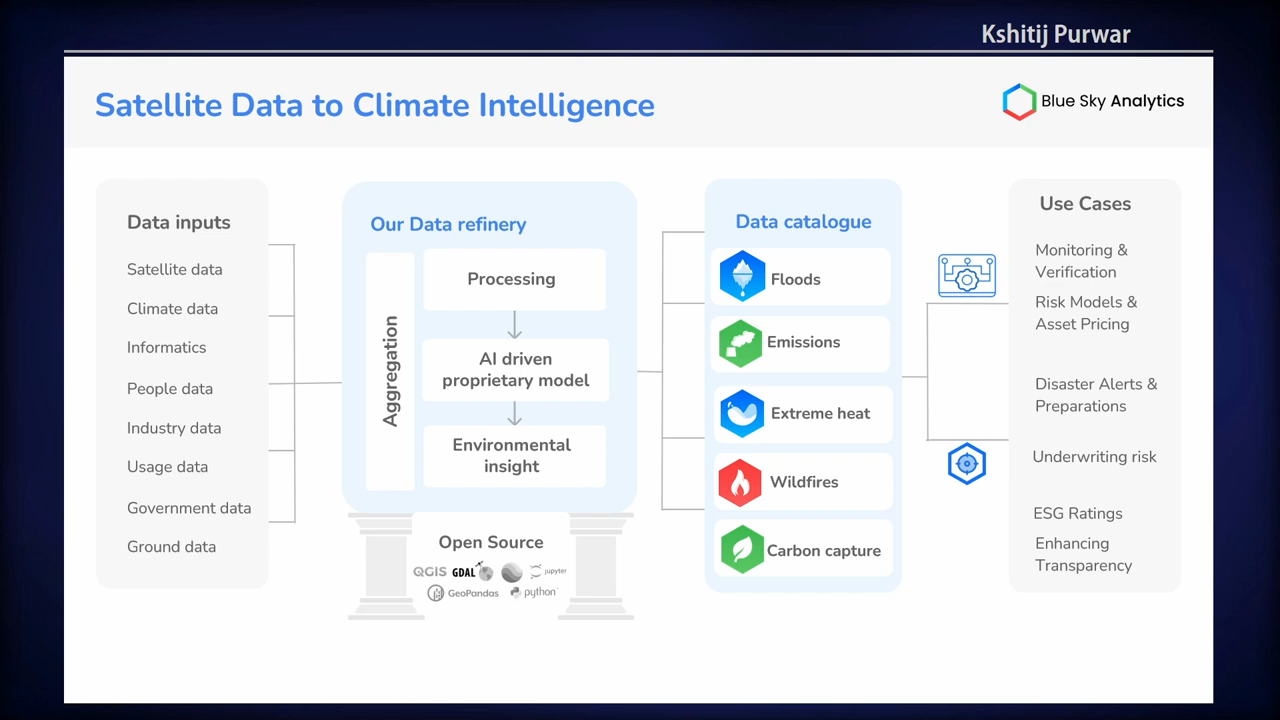 Kshitij Purwar
Satellite Data to Climate Intelligence
Blue Sky Analytics
Data inputs
Satellite data
Climate data
Informatics
People data
Industry data
Usage data
Government data
Ground data
Our Data refinery
Aggregation
Processing
AI driven
proprietary model
Environmental
insight
Open Source
QGIS
GDAL
jupyter
GeoPandas
python
Data catalogue
Floods
Emissions
Extreme heat
Wildfires
Carbon capture
Use Cases
Monitoring &
Verification
Risk Models &
Asset Pricing
Disaster Alerts &
Preparations
Underwriting risk
ESG Ratings
Enhancing
Transparency